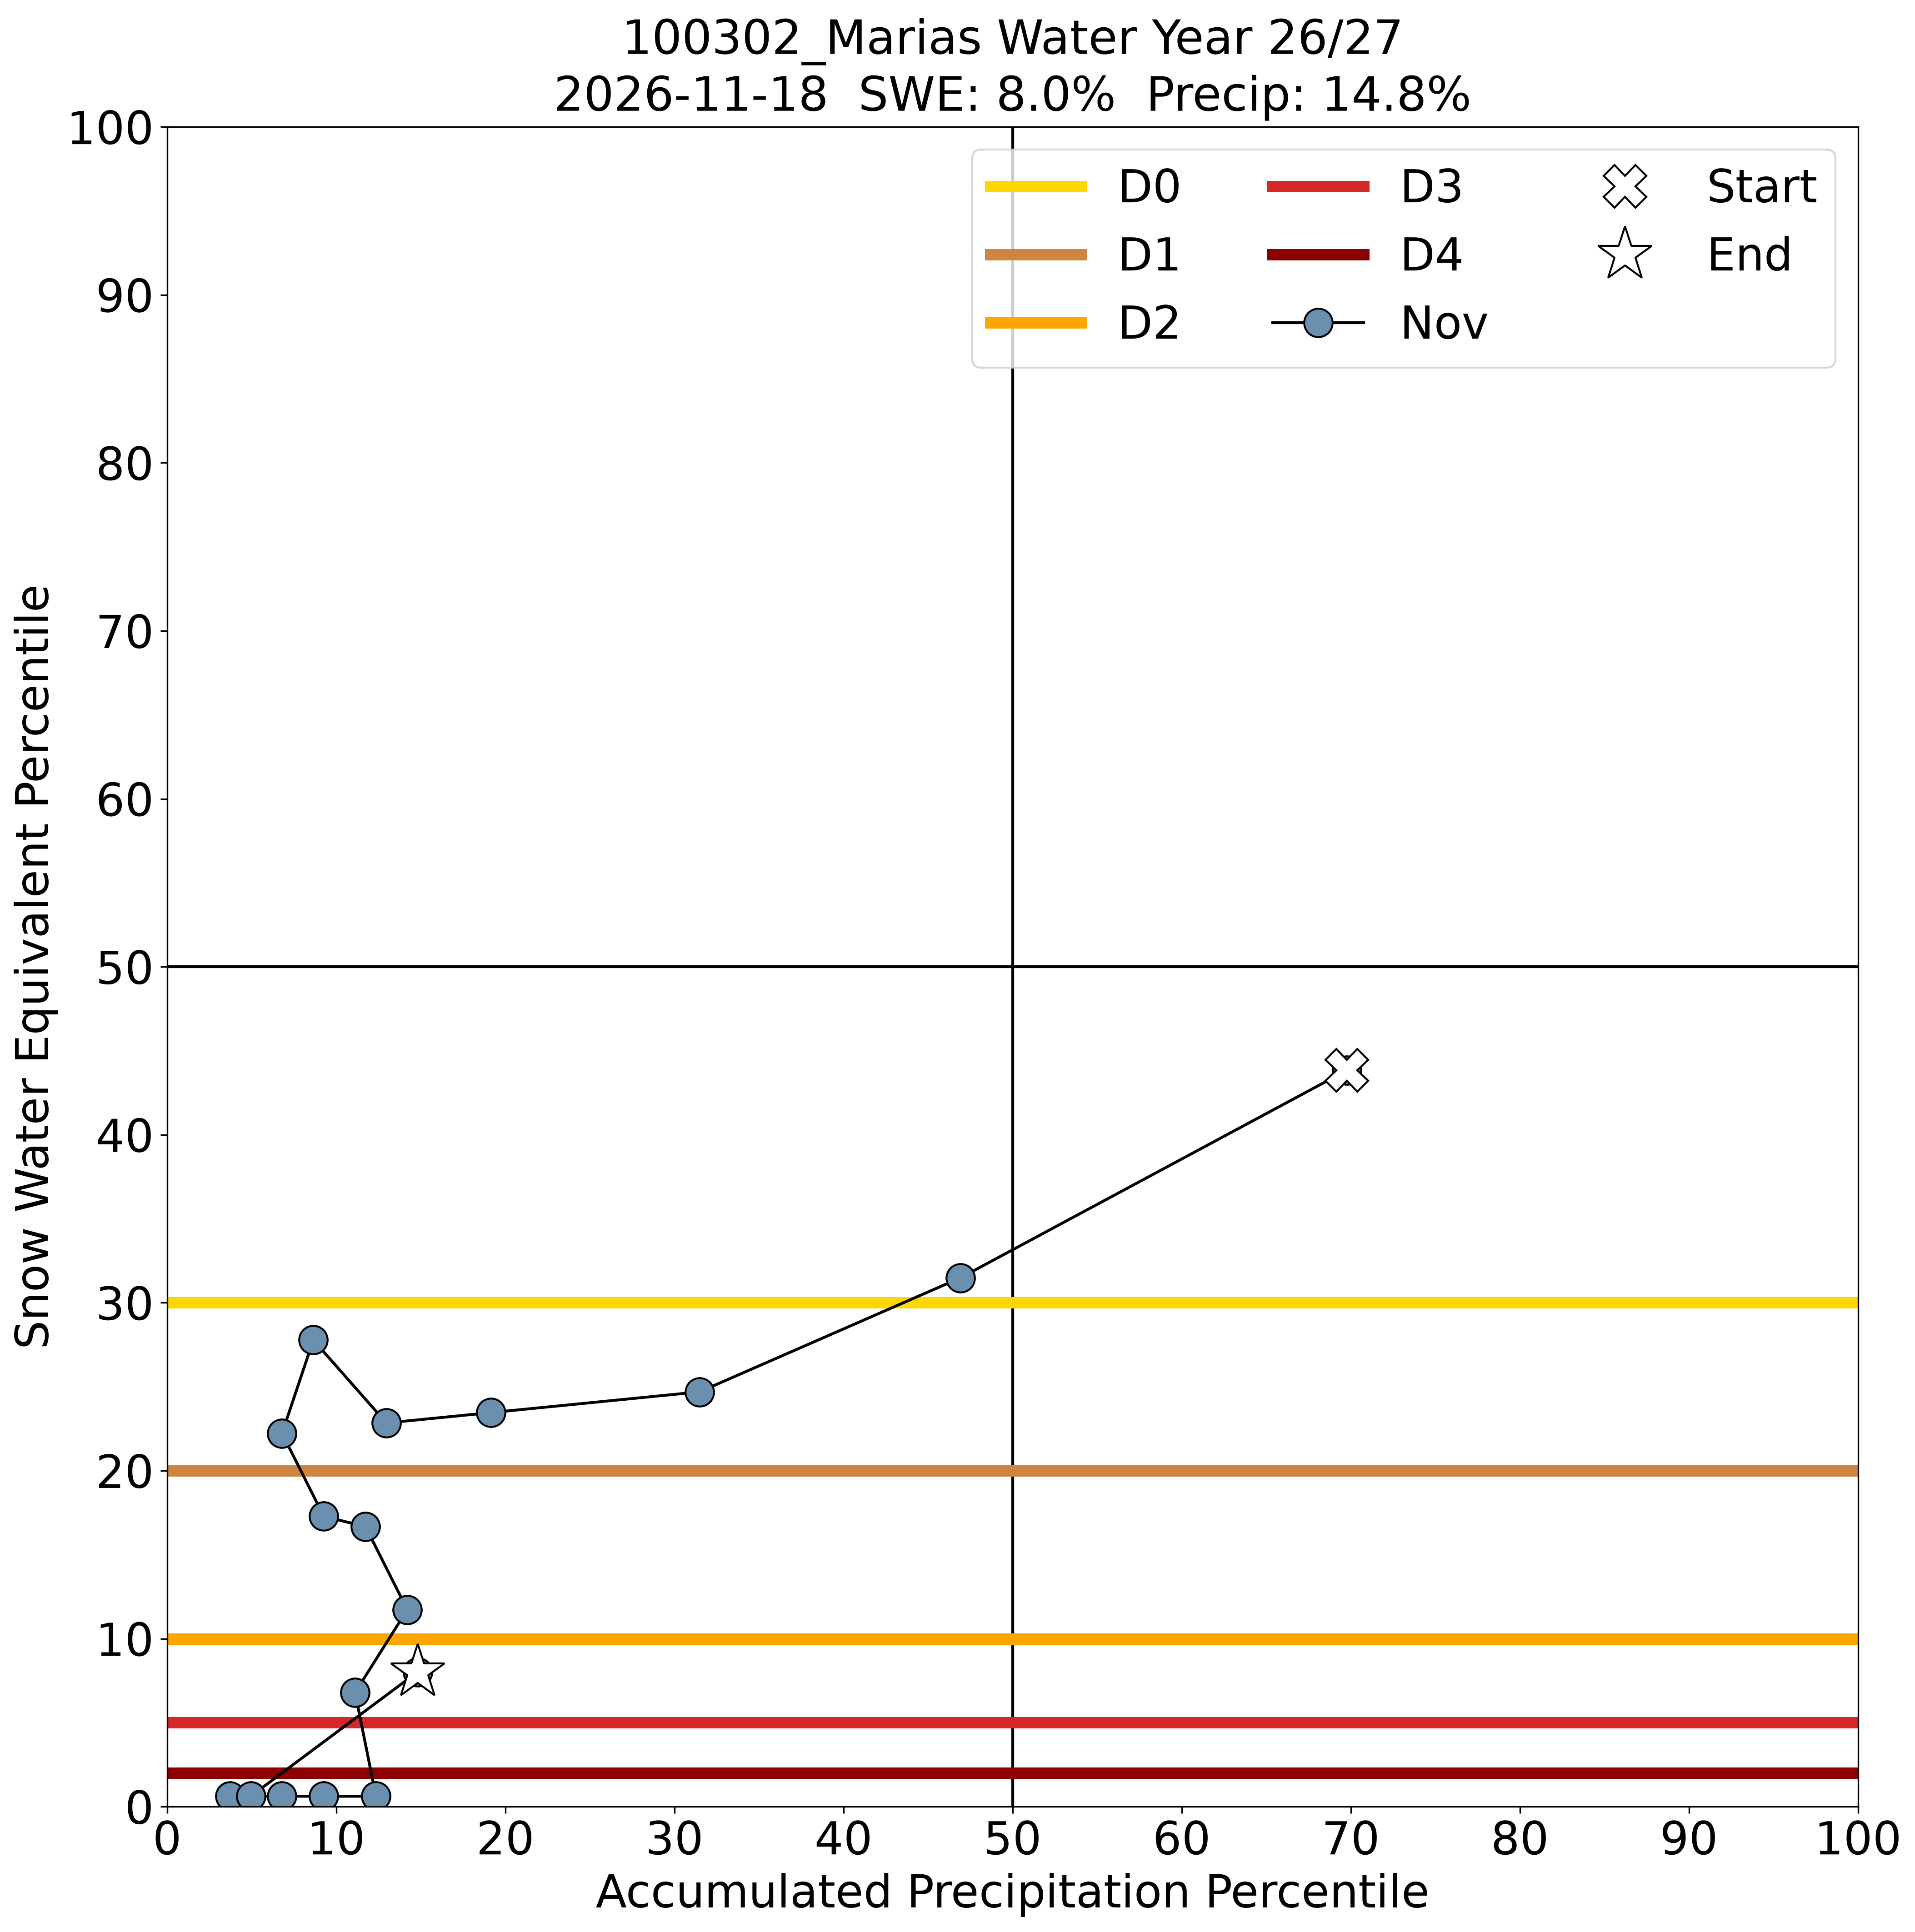 100302_Marias Water Year 26/27
2026-11-18  SWE: 8.0%  Precip: 14.8%
D0
D1
D2
D3
D4
Nov
Start
End
Snow Water Equivalent Percentile
100
90
80
70
60
50
40
30
20
10
0
0 10 20 30 40 50 60 70 80 90 100
Accumulated Precipitation Percentile